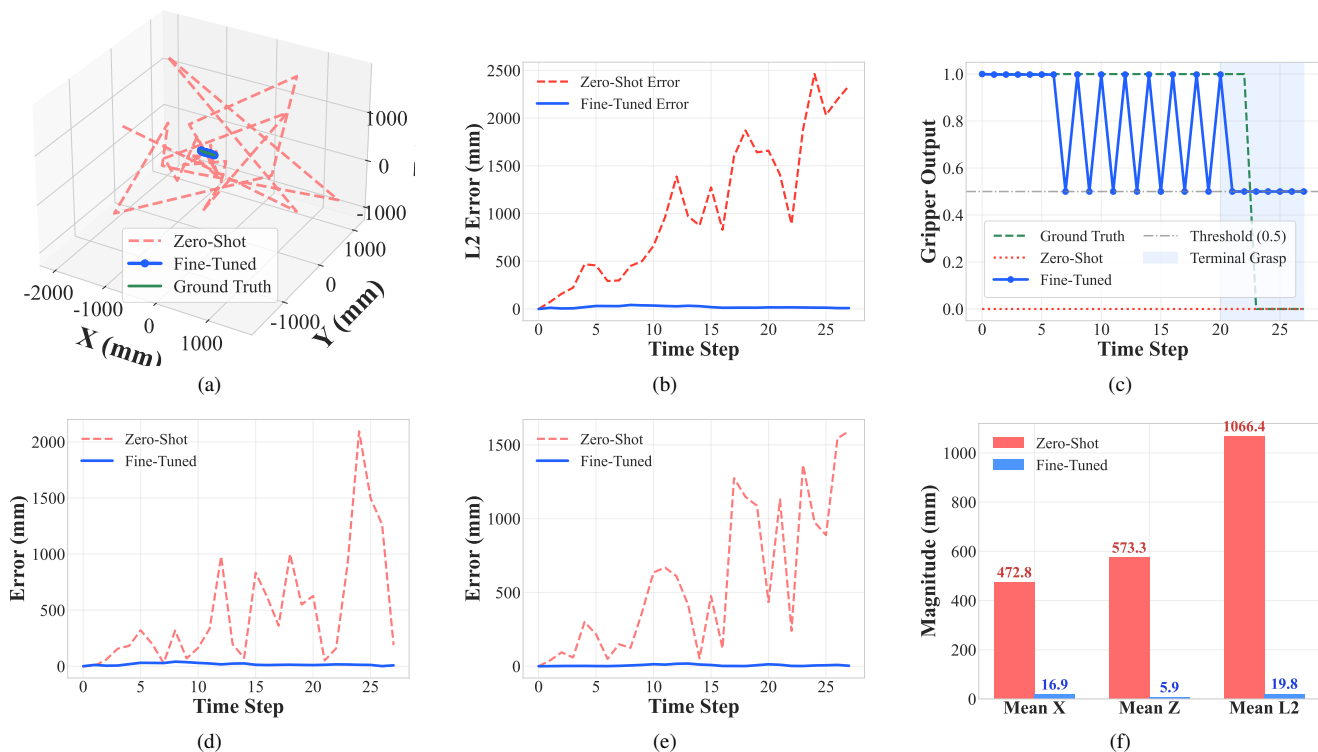 1000
0
-1000
1000
0
-1000
-2000
-1000
0
1000
X (mm)
Y (mm)
Zero-Shot
Fine-Tuned
Ground Truth
(a)
2500
2000
1500
1000
500
0
L2 Error (mm)
Zero-Shot Error
Fine-Tuned Error
0 5 10 15 20 25
Time Step
(b)
1.0
0.8
0.6
0.4
0.2
0.0
Gripper Output
Ground Truth
Zero-Shot
Fine-Tuned
Threshold (0.5)
Terminal Grasp
0 5 10 15 20 25
Time Step
(c)
2000
1500
1000
500
0
Error (mm)
Zero-Shot
Fine-Tuned
0 5 10 15 20 25
Time Step
(d)
1500
1000
500
0
Error (mm)
Zero-Shot
Fine-Tuned
0 5 10 15 20 25
Time Step
(e)
1000
800
600
400
200
0
Magnitude (mm)
Zero-Shot
Fine-Tuned
472.8
16.9
573.3
5.9
1066.4
19.8
Mean X Mean Z Mean L2
(f)